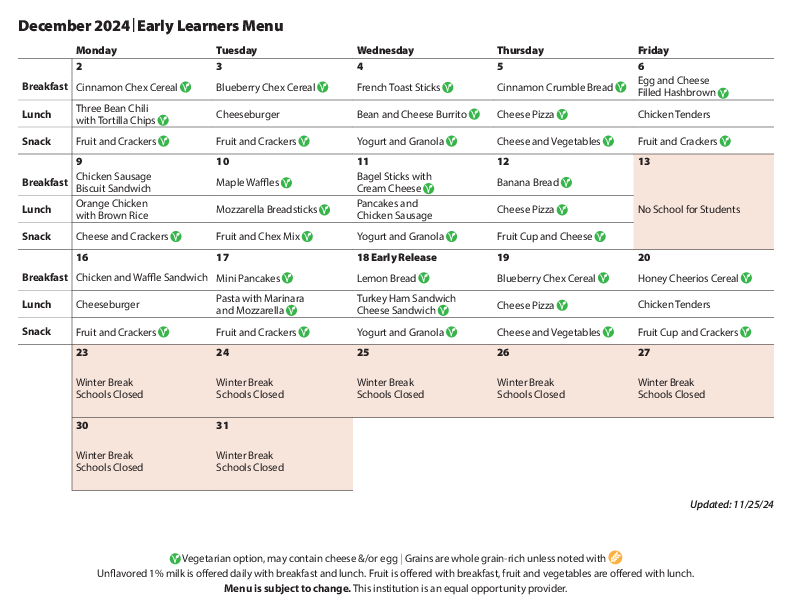 December 2024 | Early Learners Menu
Monday Tuesday Wednesday Thursday Friday
2 3 4 5 6
Breakfast Cinnamon Chex Cereal V Blueberry Chex Cereal V French Toast Sticks V Cinnamon Crumble Bread V Egg and Cheese
Filled Hashbrown V
Lunch Three Bean Chili
with Tortilla Chips V Cheeseburger Bean and Cheese Burrito V Cheese Pizza V Chicken Tenders
Snack Fruit and Crackers V Fruit and Crackers V Yogurt and Granola V Cheese and Vegetables V Fruit and Crackers V
9 10 11 12 13
Breakfast Chicken Sausage
Biscuit Sandwich Maple Waffles V Bagel Sticks with
Cream Cheese V Banana Bread V
Lunch Orange Chicken
with Brown Rice Mozzarella Breadsticks V Pancakes and
Chicken Sausage Cheese Pizza V No School for Students
Snack Cheese and Crackers V Fruit and Chex Mix V Yogurt and Granola V Fruit Cup and Cheese V
16 17 18 Early Release 19 20
Breakfast Chicken and Waffle Sandwich Mini Pancakes V Lemon Bread V Blueberry Chex Cereal V Honey Cheerios Cereal V
Lunch Cheeseburger Pasta with Marinara
and Mozzarella V Turkey Ham Sandwich
Cheese Sandwich V Cheese Pizza V Chicken Tenders
Snack Fruit and Crackers V Fruit and Crackers V Yogurt and Granola V Cheese and Vegetables V Fruit Cup and Crackers V
23 24 25 26 27
Winter Break Winter Break Winter Break Winter Break Winter Break
Schools Closed Schools Closed Schools Closed Schools Closed Schools Closed
30 31
Winter Break Winter Break
Schools Closed Schools Closed
Updated: 11/25/24
V Vegetarian option, may contain cheese &/or egg | Grains are whole grain-rich unless noted with
Unflavored 1% milk is offered daily with breakfast and lunch. Fruit is offered with breakfast, fruit and vegetables are offered with lunch.
Menu is subject to change. This institution is an equal opportunity provider.